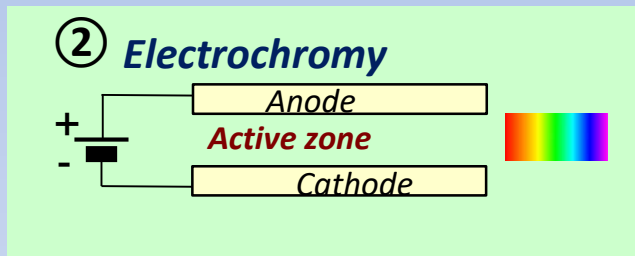 ② Electrochromy
Anode
+
Active zone
-
Cathode